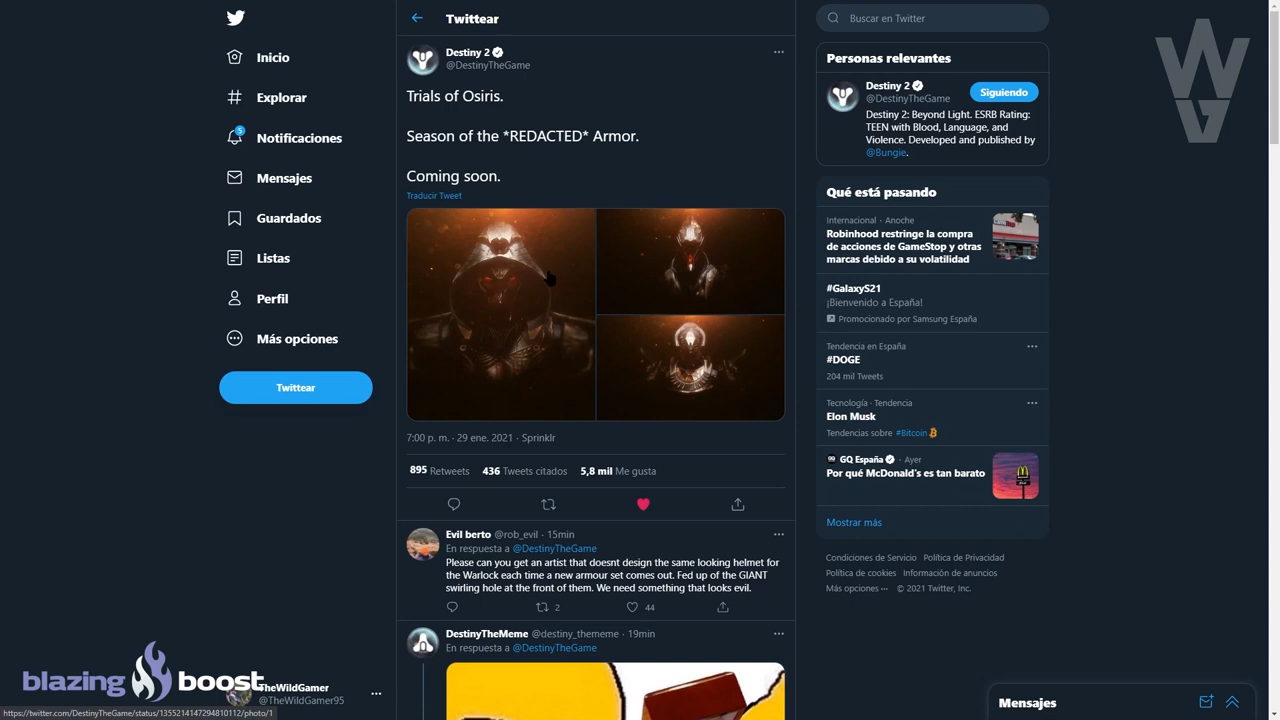 Inicio
Explorar
5
Notificaciones
Mensajes
Guardados
Listas
Perfil
Más opciones
Twittear
blazing boost
TheWildGamer
@TheWildGamer95
https://twitter.com/DestinyTheGame/status/1355214147294810112/photo/1
Twittear
Destiny 2
@DestinyTheGame
Trials of Osiris.
Season of the *REDACTED* Armor.
Coming soon.
Traducir Tweet
7:00 p. m. · 29 ene. 2021 · Sprinklr
895 Retweets 436 Tweets citados 5,8 mil Me gusta
Evil berto @rob_evil · 15min
En respuesta a @DestinyTheGame
Please can you get an artist that doesnt design the same looking helmet for
the Warlock each time a new armour set comes out. Fed up of the GIANT
swirling hole at the front of them. We need something that looks evil.
2 44
DestinyTheMeme @destiny_thememe · 19min
En respuesta a @DestinyTheGame
Buscar en Twitter
Personas relevantes
Destiny 2
@DestinyTheGame
Siguiendo
Destiny 2: Beyond Light. ESRB Rating:
TEEN with Blood, Language, and
Violence. Developed and published by
@Bungie.
Qué está pasando
Internacional · Anoche
Robinhood restringe la compra
de acciones de GameStop y otras
marcas debido a su volatilidad
#GalaxyS21
¡Bienvenido a España!
Promocionado por Samsung España
Tendencia en España
#DOGE
204 mil Tweets
Tecnología · Tendencia
Elon Musk
Tendencias sobre #Bitcoin
GQ España · Ayer
Por qué McDonald's es tan barato
Mostrar más
Condiciones de Servicio Política de Privacidad
Política de cookies Información de anuncios
Más opciones ··· © 2021 Twitter, Inc.
Mensajes
WG